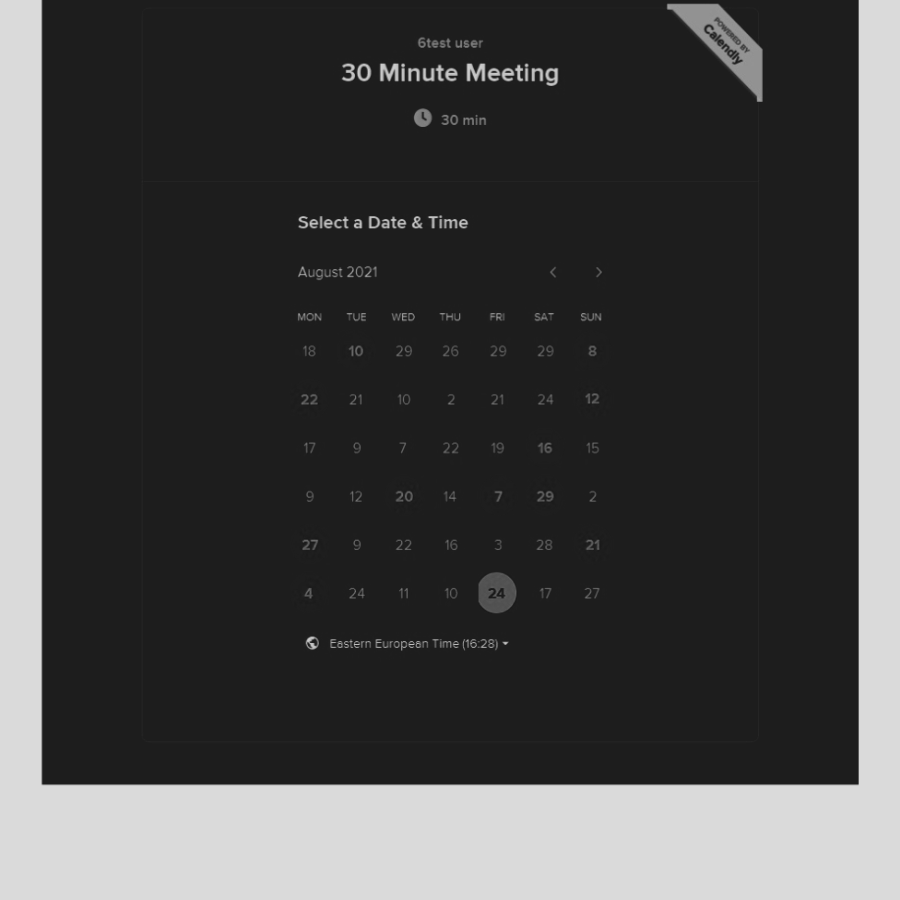 POWERED BY
Calendly
6test user
30 Minute Meeting
30 min
Select a Date & Time
August 2021
MON TUE WED THU FRI SAT SUN
18 10 29 26 29 29 8
22 21 10 2 21 24 12
17 9 7 22 19 16 15
9 12 20 14 7 29 2
27 9 22 16 3 28 21
4 24 11 10 24 17 27
Eastern European Time (16:28)